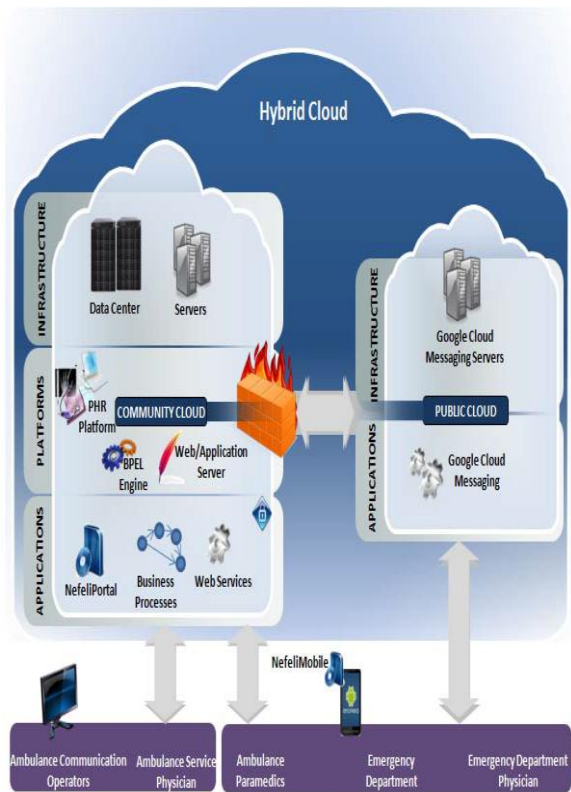 Hybrid Cloud
INFRASTRUCTURE
Data Center
Servers
PLATFORMS
PHR
Platform
COMMUNITY CLOUD
BPEL
Engine
Web/Application
Server
APPLICATIONS
NefeliPortal
Business
Processes
Web Services
INFRASTRUCTURE
Google Cloud
Messaging Servers
PUBLIC CLOUD
APPLICATIONS
Google Cloud
Messaging
NefeliMobile
Ambulance Communication
Operators
Ambulance Service
Physician
Ambulance
Paramedics
Emergency
Department
Emergency Department
Physician